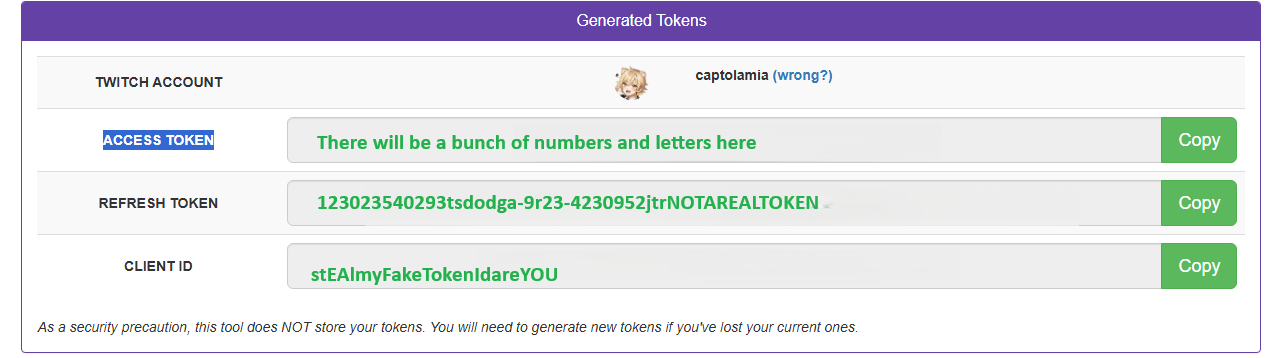 Generated Tokens
TWITCH ACCOUNT captolamia (wrong?)
ACCESS TOKEN There will be a bunch of numbers and letters here Copy
REFRESH TOKEN 123023540293tsdodga-9r23-4230952jtrNOTAREALTOKEN Copy
CLIENT ID stEAlmyFakeTokenIdareYOU Copy
As a security precaution, this tool does NOT store your tokens. You will need to generate new tokens if you've lost your current ones.